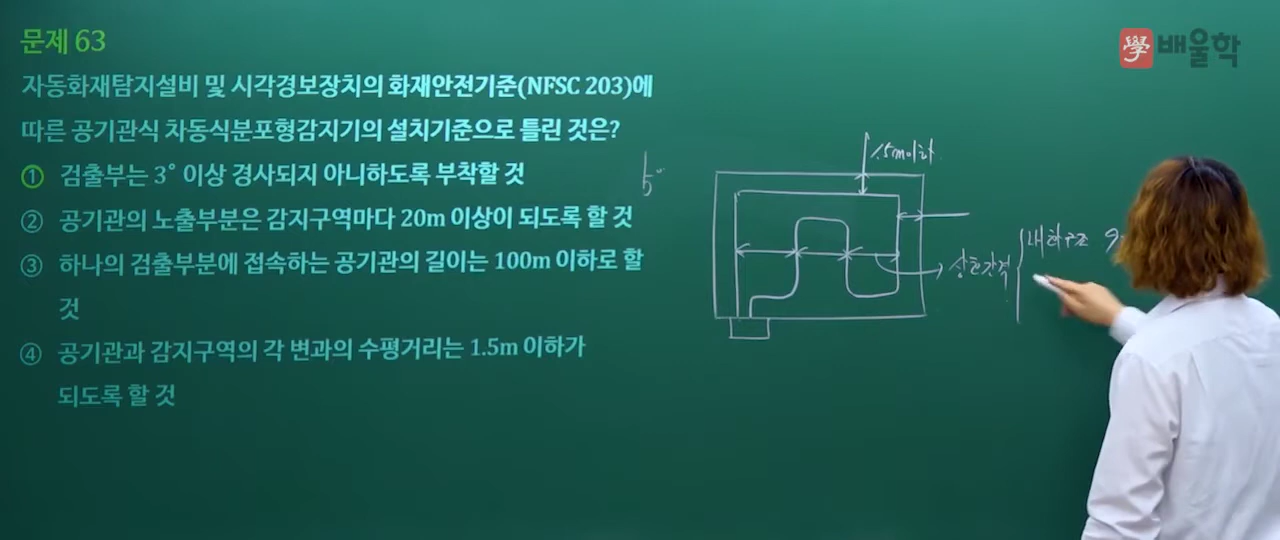 문제 63
學 배울학
자동화재탐지설비 및 시각경보장치의 화재안전기준(NFSC 203)에
따른 공기관식 차동식분포형감지기의 설치기준으로 틀린 것은?
① 검출부는 3° 이상 경사되지 아니하도록 부착할 것
② 공기관의 노출부분은 감지구역마다 20m 이상이 되도록 할 것
③ 하나의 검출부분에 접속하는 공기관의 길이는 100m 이하로 할
것
④ 공기관과 감지구역의 각 변과의 수평거리는 1.5m 이하가
되도록 할 것
5°
1.5m이하
상호간격
내화구조 9